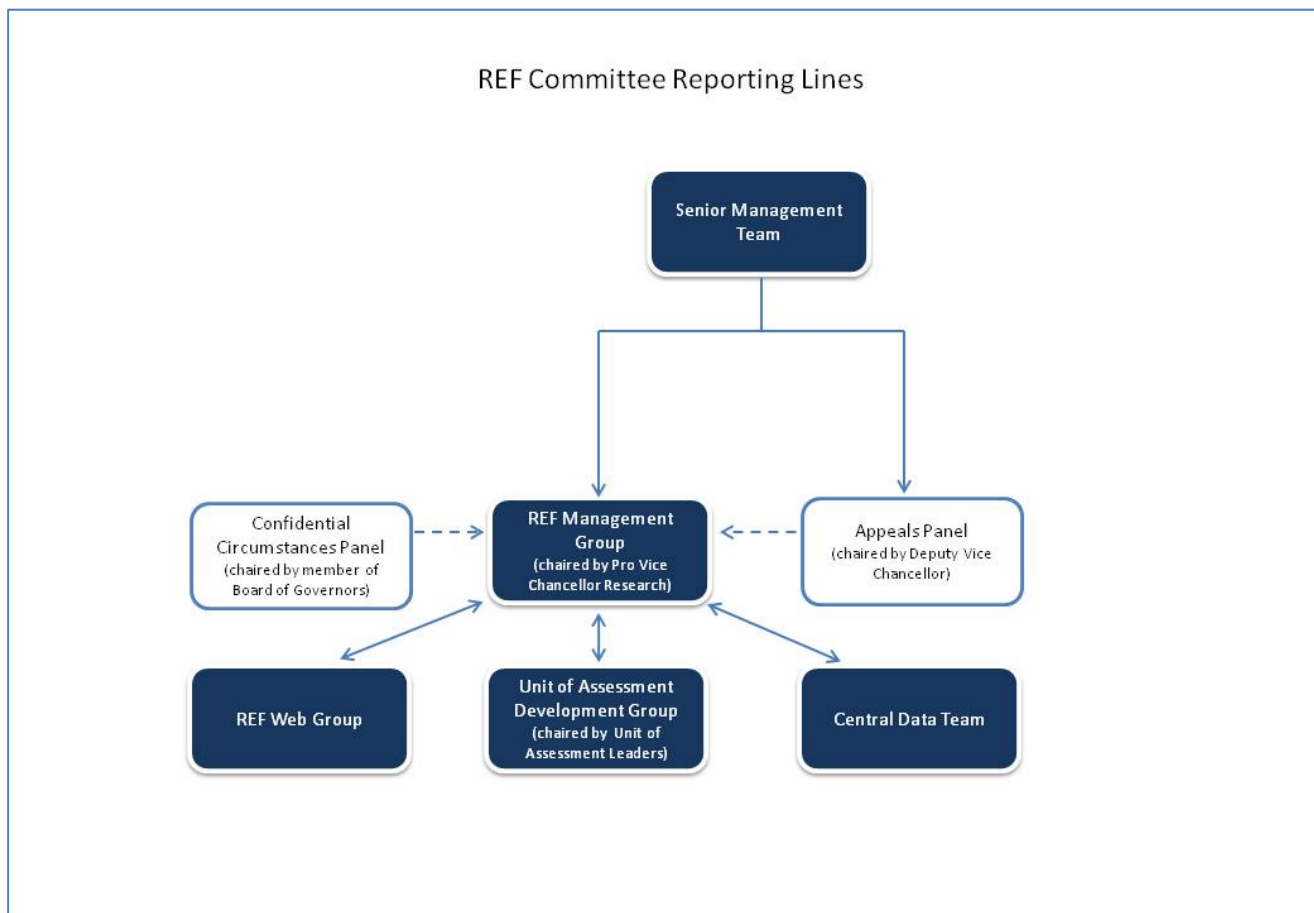 REF Committee Reporting Lines
Senior Management
Team
Confidential
Circumstances Panel
(chaired by member of
Board of Governors)
REF Management
Group
(chaired by Pro Vice
Chancellor Research)
Appeals Panel
(chaired by Deputy Vice
Chancellor)
REF Web Group
Unit of Assessment
Development Group
(chaired by Unit of
Assessment Leaders)
Central Data Team